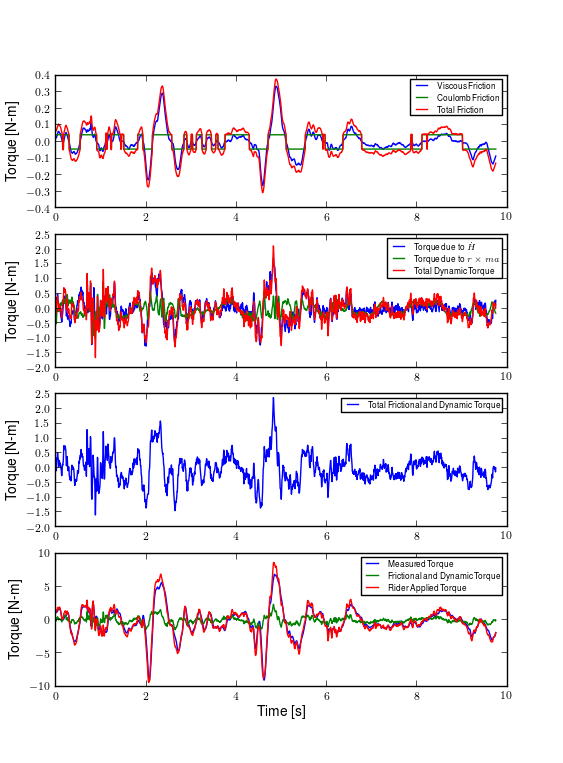 Torque [N-m]
0.4
0.3
0.2
0.1
0.0
−0.1
−0.2
−0.3
−0.4
0 2 4 6 8 10
Viscous Friction
Coulomb Friction
Total Friction
Torque [N-m]
2.5
2.0
1.5
1.0
0.5
0.0
−0.5
−1.0
−1.5
−2.0
0 2 4 6 8 10
Torque due to Ḣ
Torque due to r × ma
Total Dynamic Torque
Torque [N-m]
2.5
2.0
1.5
1.0
0.5
0.0
−0.5
−1.0
−1.5
−2.0
0 2 4 6 8 10
Total Frictional and Dynamic Torque
Torque [N-m]
10
5
0
−5
−10
0 2 4 6 8 10
Measured Torque
Frictional and Dynamic Torque
Rider Applied Torque
Time [s]